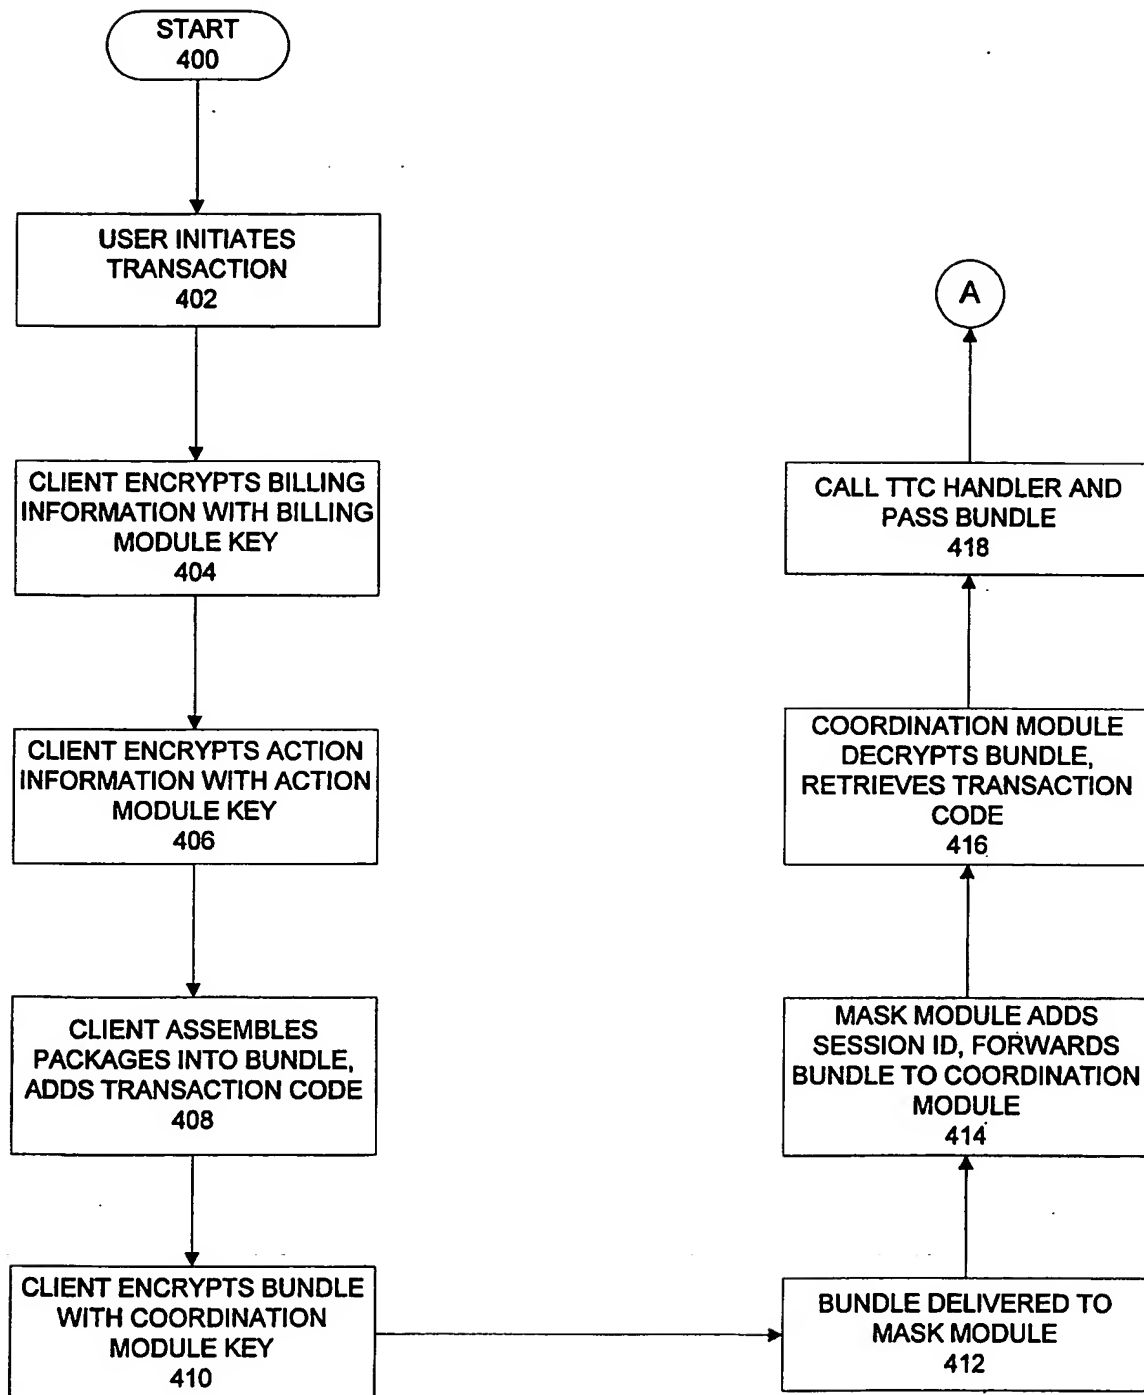 START
400
USER INITIATES
TRANSACTION
402
CLIENT ENCRYPTS BILLING
INFORMATION WITH BILLING
MODULE KEY
404
CLIENT ENCRYPTS ACTION
INFORMATION WITH ACTION
MODULE KEY
406
CLIENT ASSEMBLES
PACKAGES INTO BUNDLE,
ADDS TRANSACTION CODE
408
CLIENT ENCRYPTS BUNDLE
WITH COORDINATION
MODULE KEY
410
BUNDLE DELIVERED TO
MASK MODULE
412
MASK MODULE ADDS
SESSION ID, FORWARDS
BUNDLE TO COORDINATION
MODULE
414
COORDINATION MODULE
DECRYPTS BUNDLE,
RETRIEVES TRANSACTION
CODE
416
CALL TTC HANDLER AND
PASS BUNDLE
418
A